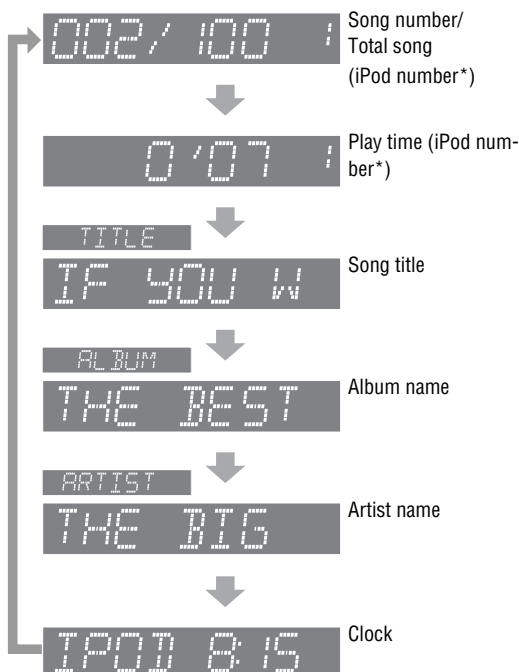 002/ 100 1
Song number/
Total song
(iPod number*)
0'07 1
Play time (iPod num-
ber*)
TITLE
IF YOU W
Song title
ALBUM
THE BEST
Album name
ARTIST
THE BIG
Artist name
IPOD 8:15
Clock